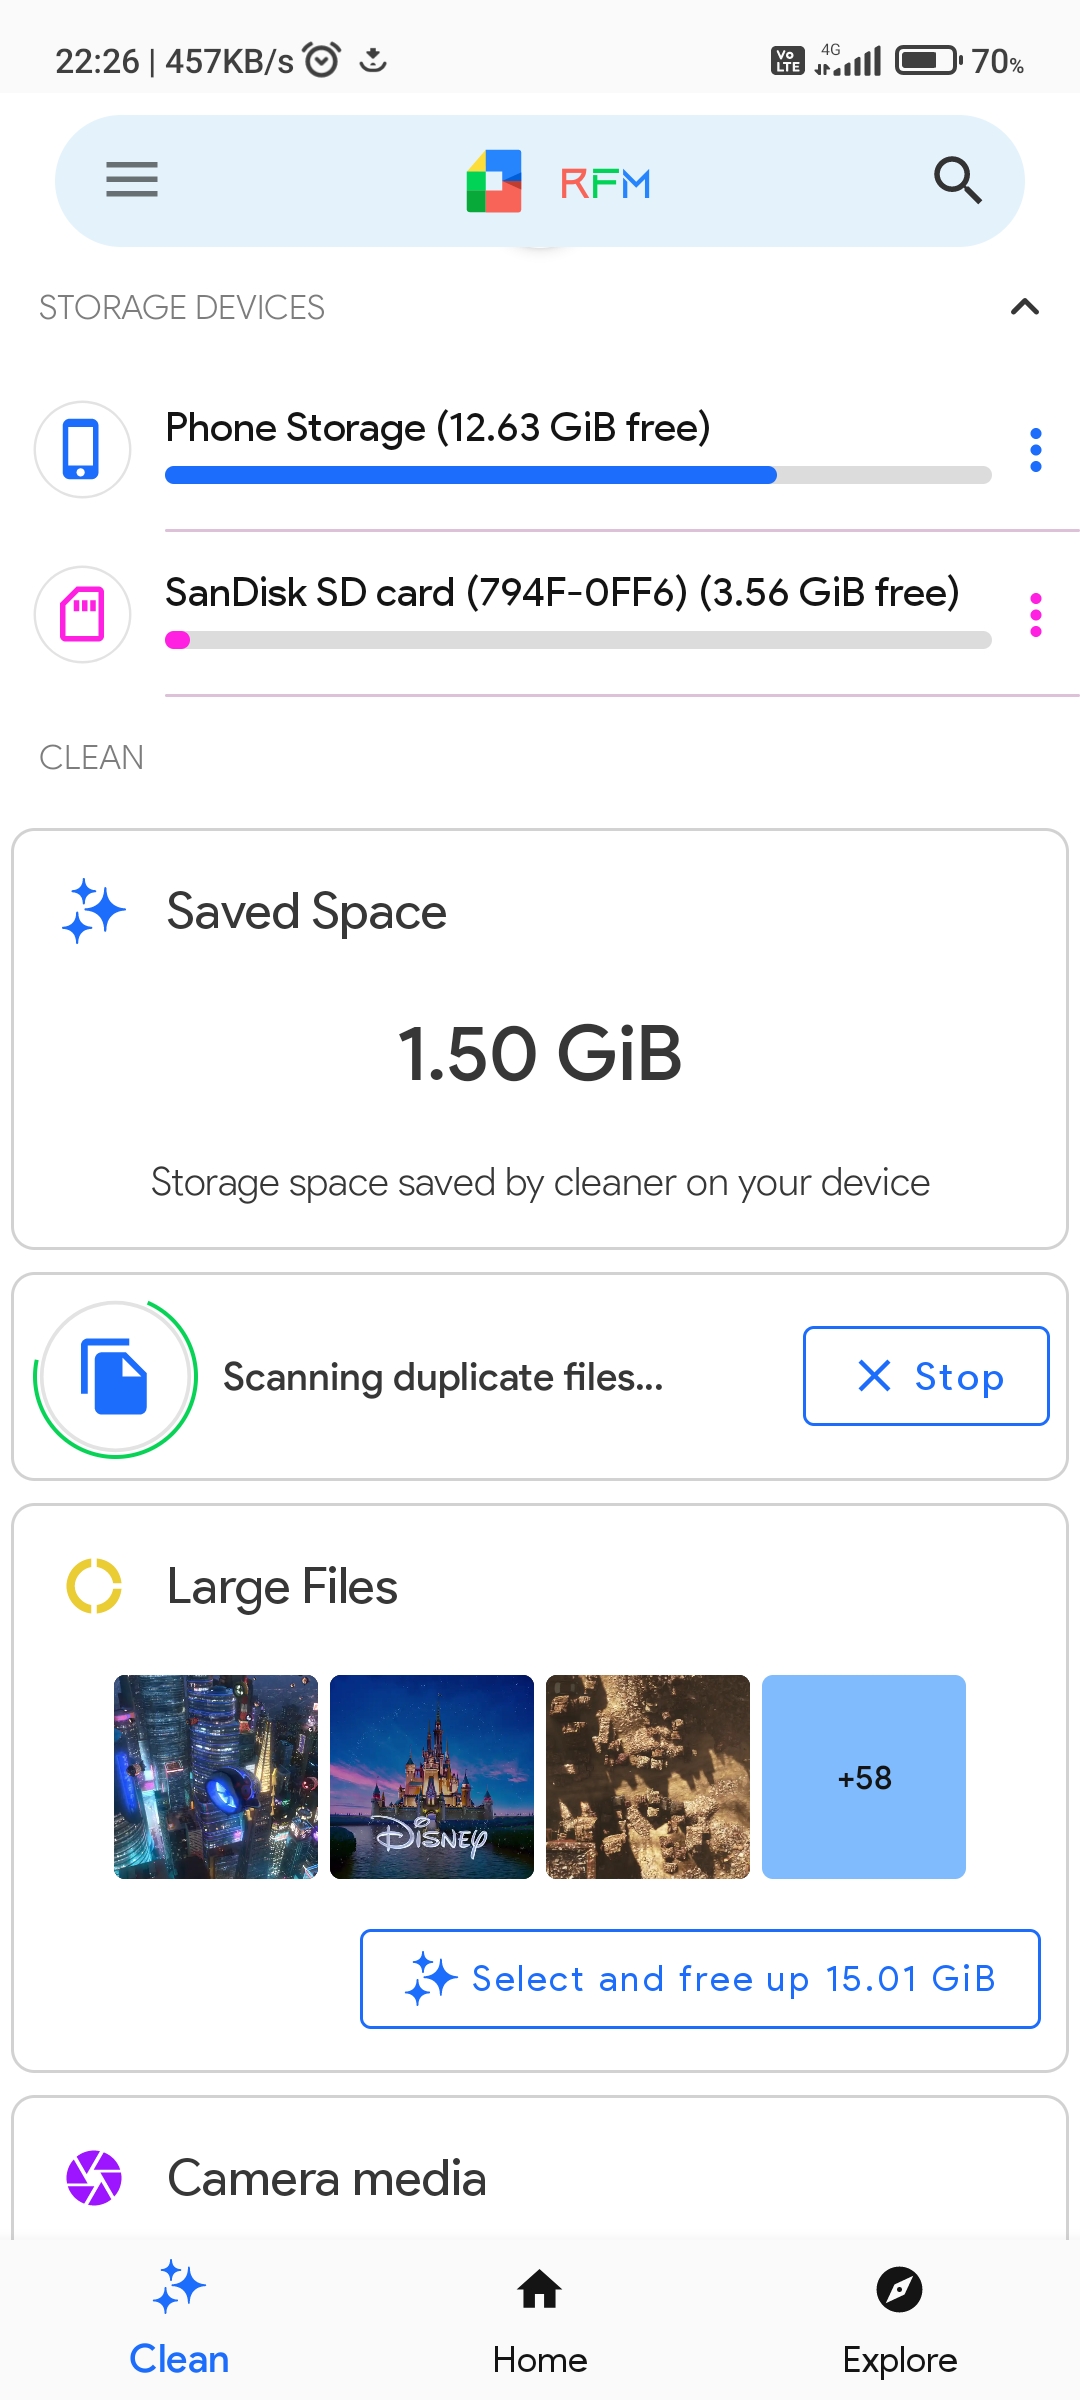 22:26 | 457KB/s
Vo LTE 4G 70%
RFM
STORAGE DEVICES
Phone Storage (12.63 GiB free)
SanDisk SD card (794F-0FF6) (3.56 GiB free)
CLEAN
Saved Space
1.50 GiB
Storage space saved by cleaner on your device
Scanning duplicate files...
Stop
Large Files
Disney
+58
Select and free up 15.01 GiB
Camera media
Clean
Home
Explore